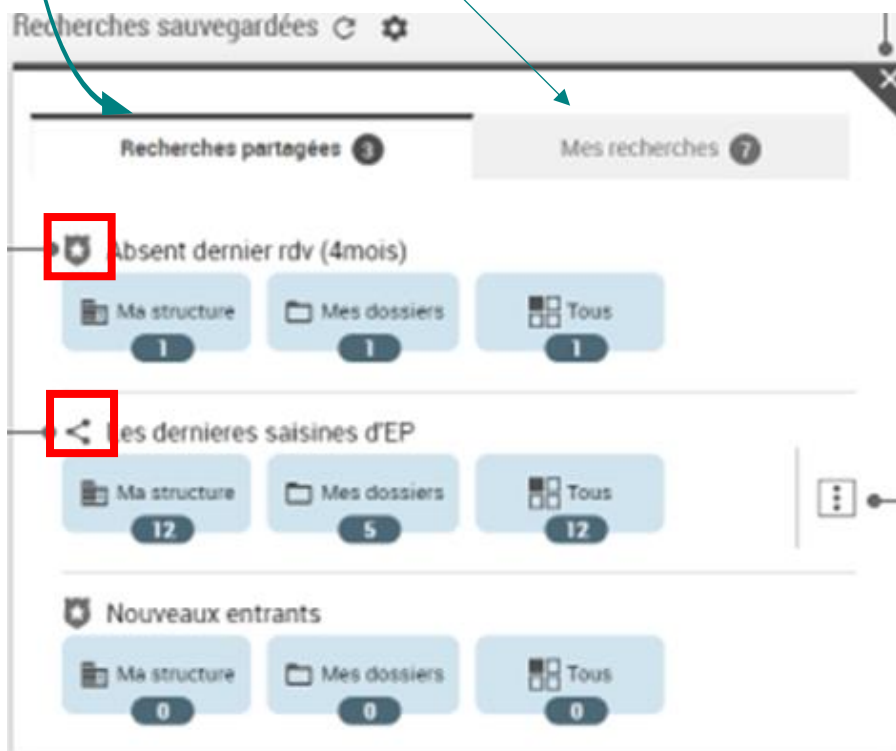 Recherches sauvegardées
Recherches partagées 3 Mes recherches 7
Absent dernier rdv (4mois)
Ma structure Mes dossiers Tous
1 1 1
Les dernieres saisines d'EP
Ma structure Mes dossiers Tous
12 5 12
Nouveaux entrants
Ma structure Mes dossiers Tous
0 0 0